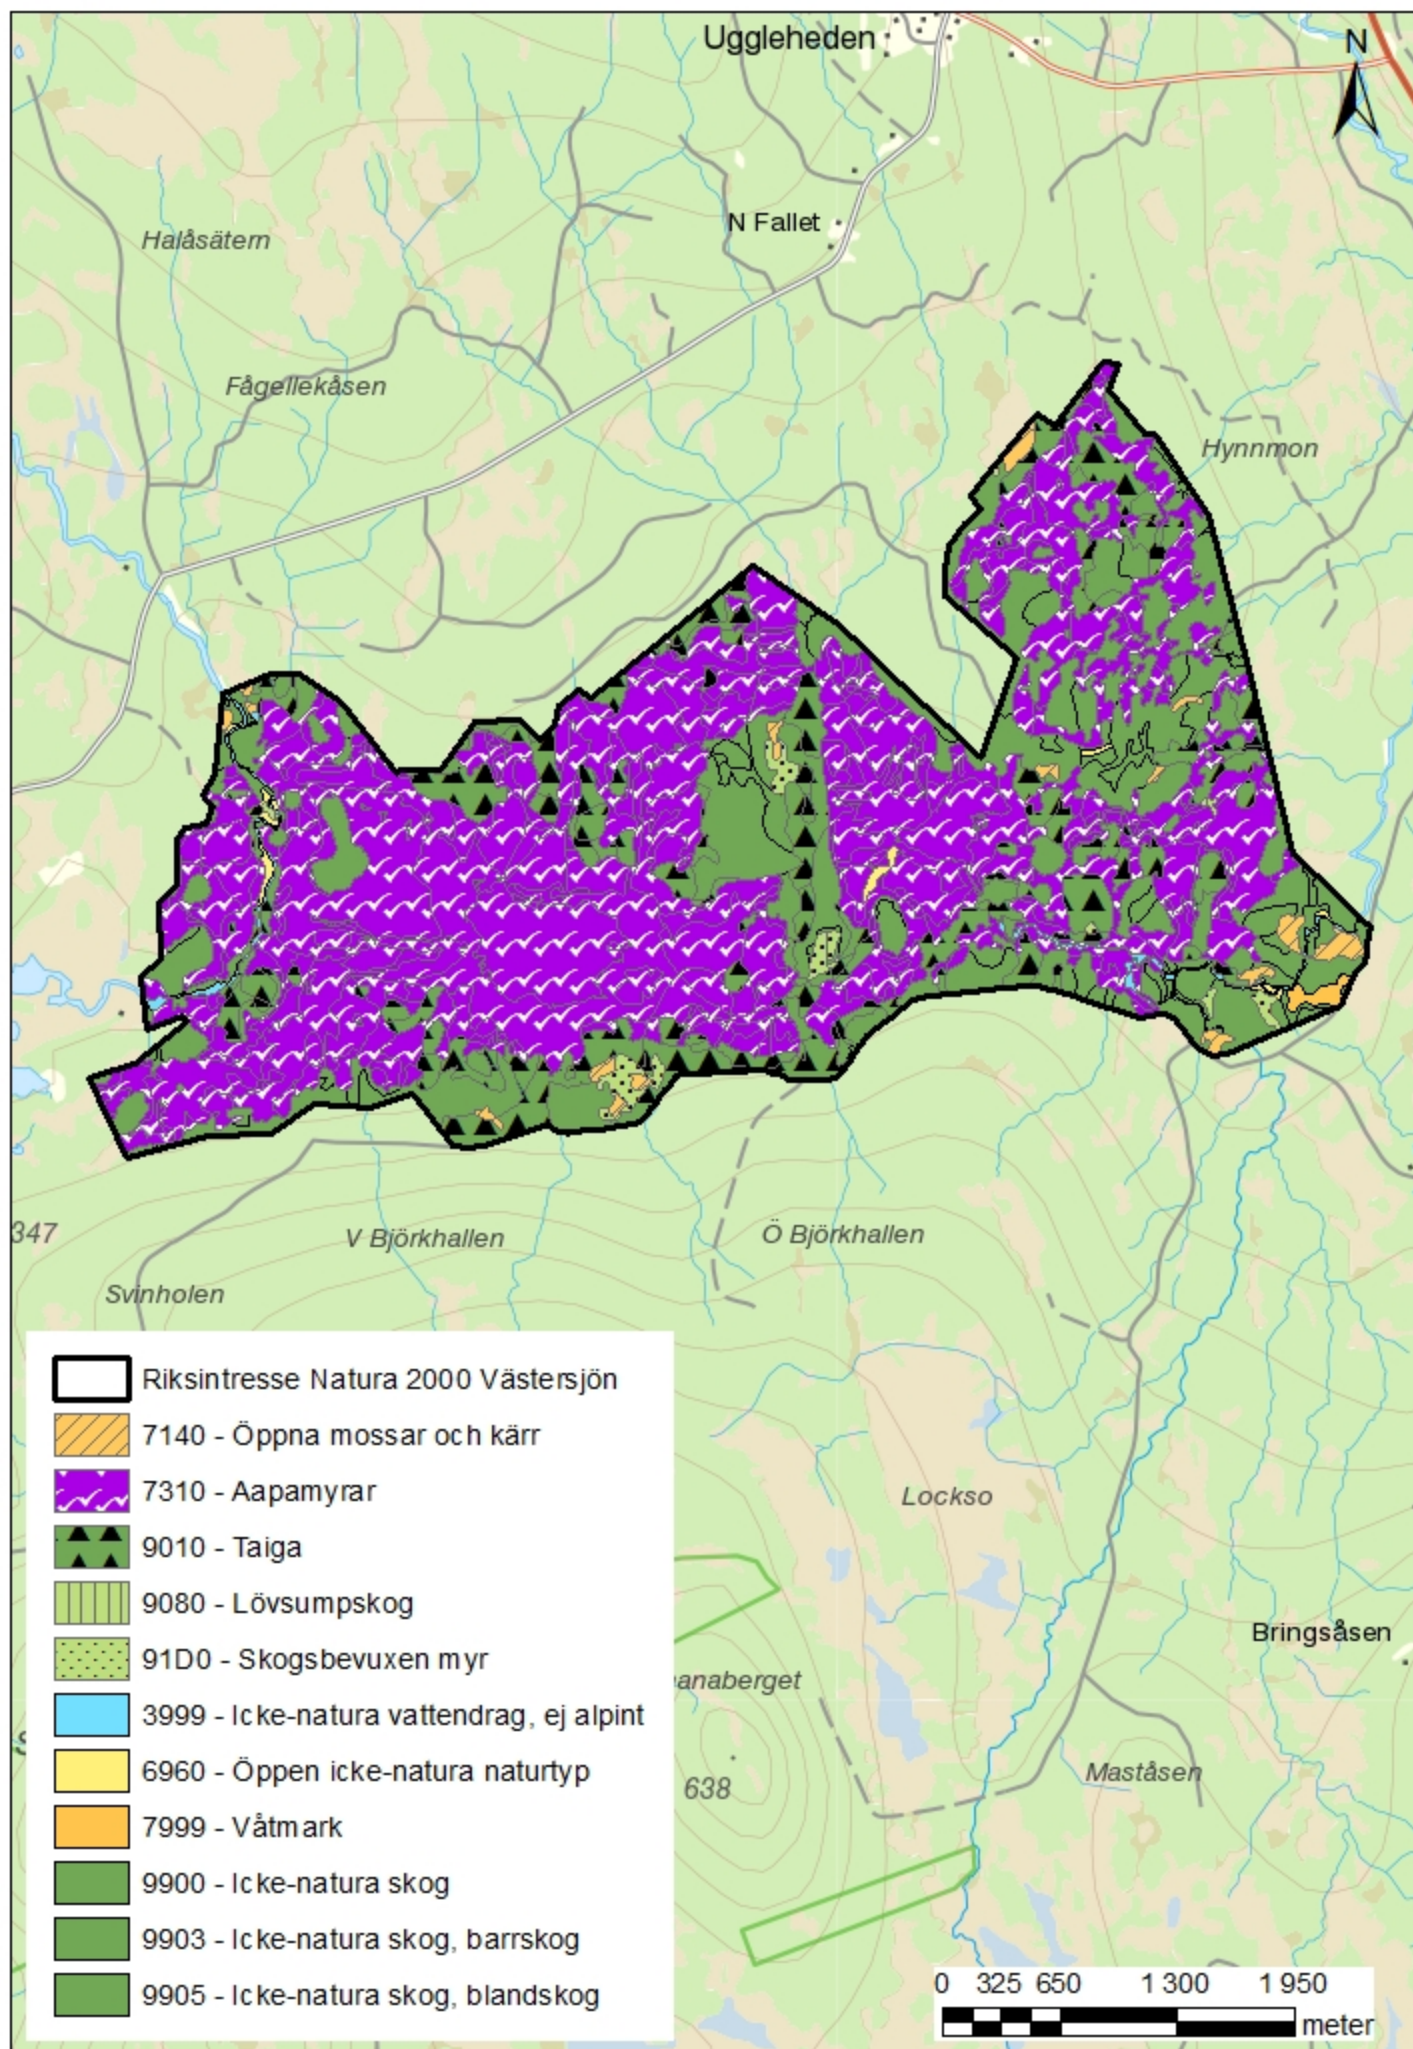 Uggleheden
N
N Fallet
Halåsätern
Fågellekåsen
Hynnmon
347
V Björkhallen
Ö Björkhallen
Svinholen
Riksintresse Natura 2000 Västersjön
7140 - Öppna mossar och kärr
7310 - Aapamyrar
9010 - Taiga
9080 - Lövsumpskog
91D0 - Skogsbevuxen myr
3999 - Icke-natura vattendrag, ej alpint
6960 - Öppen icke-natura naturtyp
7999 - Våtmark
9900 - Icke-natura skog
9903 - Icke-natura skog, barrskog
9905 - Icke-natura skog, blandskog
Lockso
Bringsåsen
anaberget
638
Maståsen
0 325 650 1 300 1 950
meter